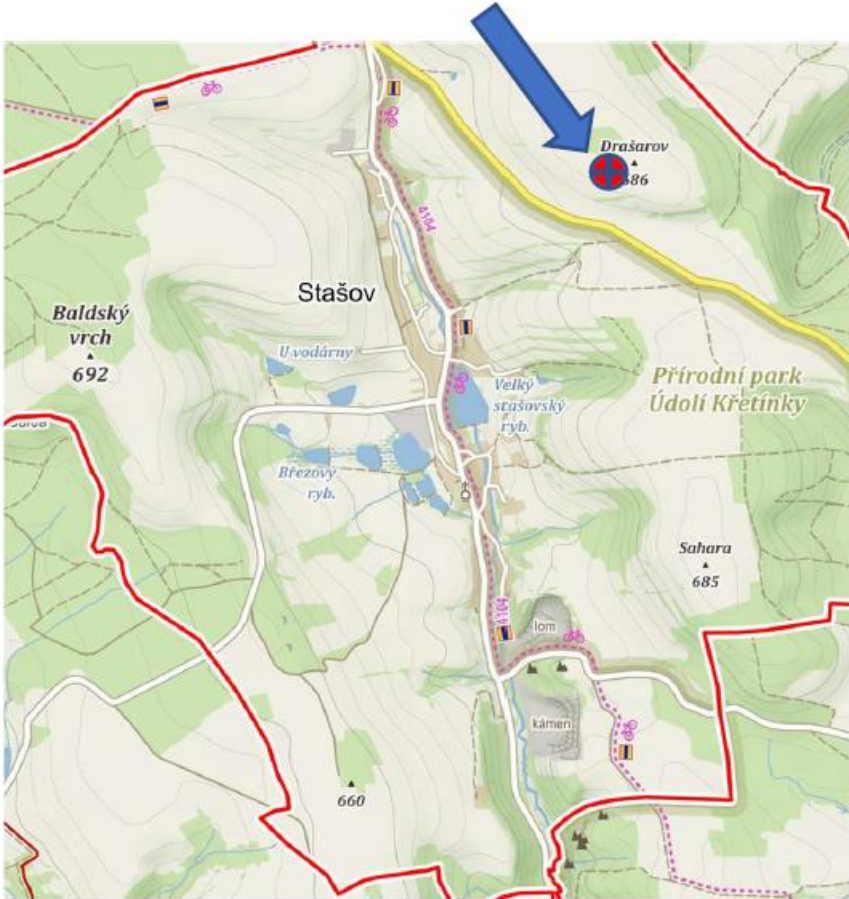 Drašarov
686
4104
Stašov
Baldský
vrch
692
U vodárny
Velký
stašovský
ryb.
Přírodní park
Údolí Křetínky
Březový
ryb.
Sahara
685
4104
lom
kámen
660